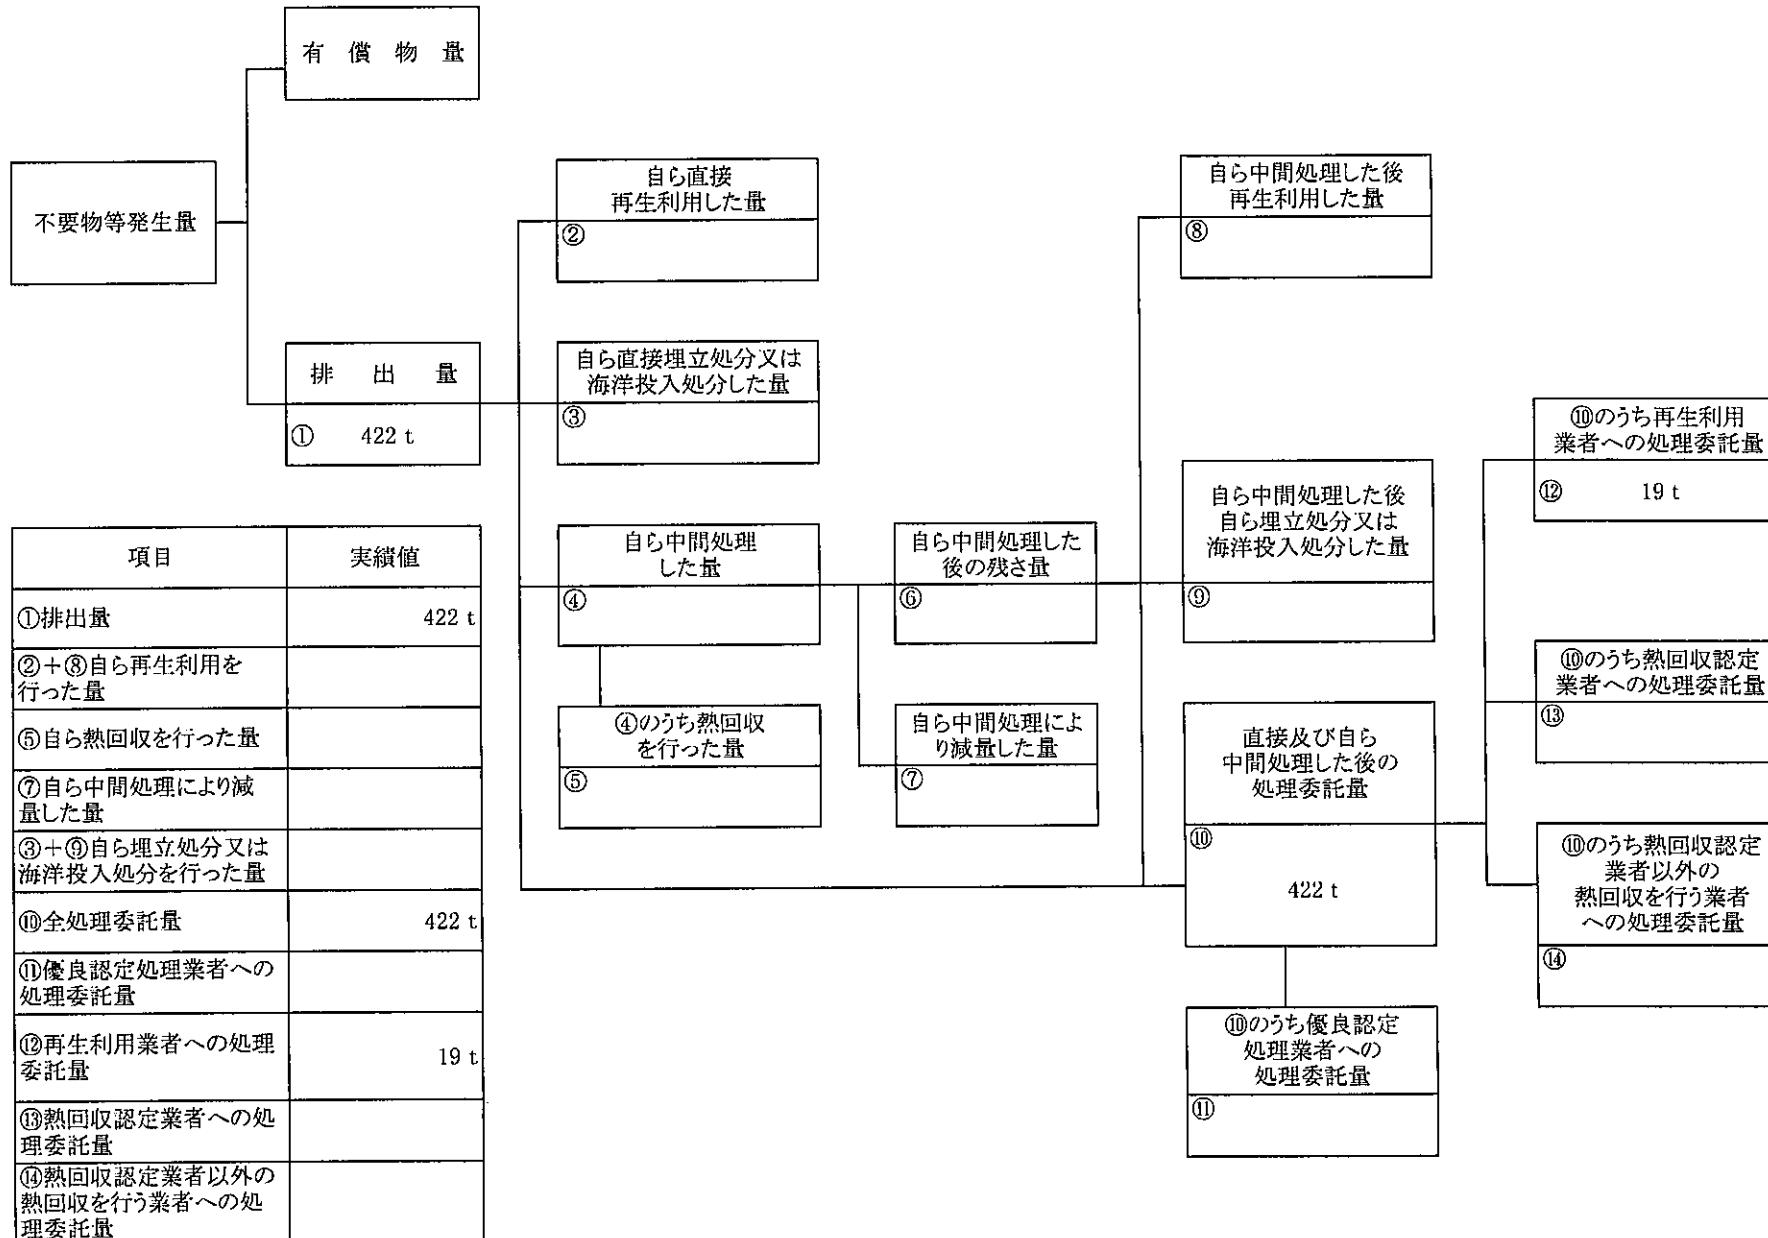 有償物量
不要物等発生量
排出量
① 422 t
自ら直接
再生利用した量
②
自ら直接埋立処分又は
海洋投入処分した量
③
自ら中間処理
した量
④
④のうち熱回収
を行った量
⑤
自ら中間処理した
後の残さ量
⑥
自ら中間処理によ
り減量した量
⑦
自ら中間処理した後
再生利用した量
⑧
自ら中間処理した後
自ら埋立処分又は
海洋投入処分した量
⑨
直接及び自ら
中間処理した後の
処理委託量
⑩
422 t
⑩のうち優良認定
処理業者への
処理委託量
⑪
⑩のうち再生利用
業者への処理委託量
⑫ 19 t
⑩のうち熱回収認定
業者への処理委託量
⑬
⑩のうち熱回収認定
業者以外の
熱回収を行う業者
への処理委託量
⑭
項目 実績値
①排出量 422 t
②+⑧自ら再生利用を
行った量
⑤自ら熱回収を行った量
⑦自ら中間処理により減
量した量
③+⑨自ら埋立処分又は
海洋投入処分を行った量
⑩全処理委託量 422 t
⑪優良認定処理業者への
処理委託量
⑫再生利用業者への処理
委託量 19 t
⑬熱回収認定業者への処
理委託量
⑭熱回収認定業者以外の
熱回収を行う業者への処
理委託量